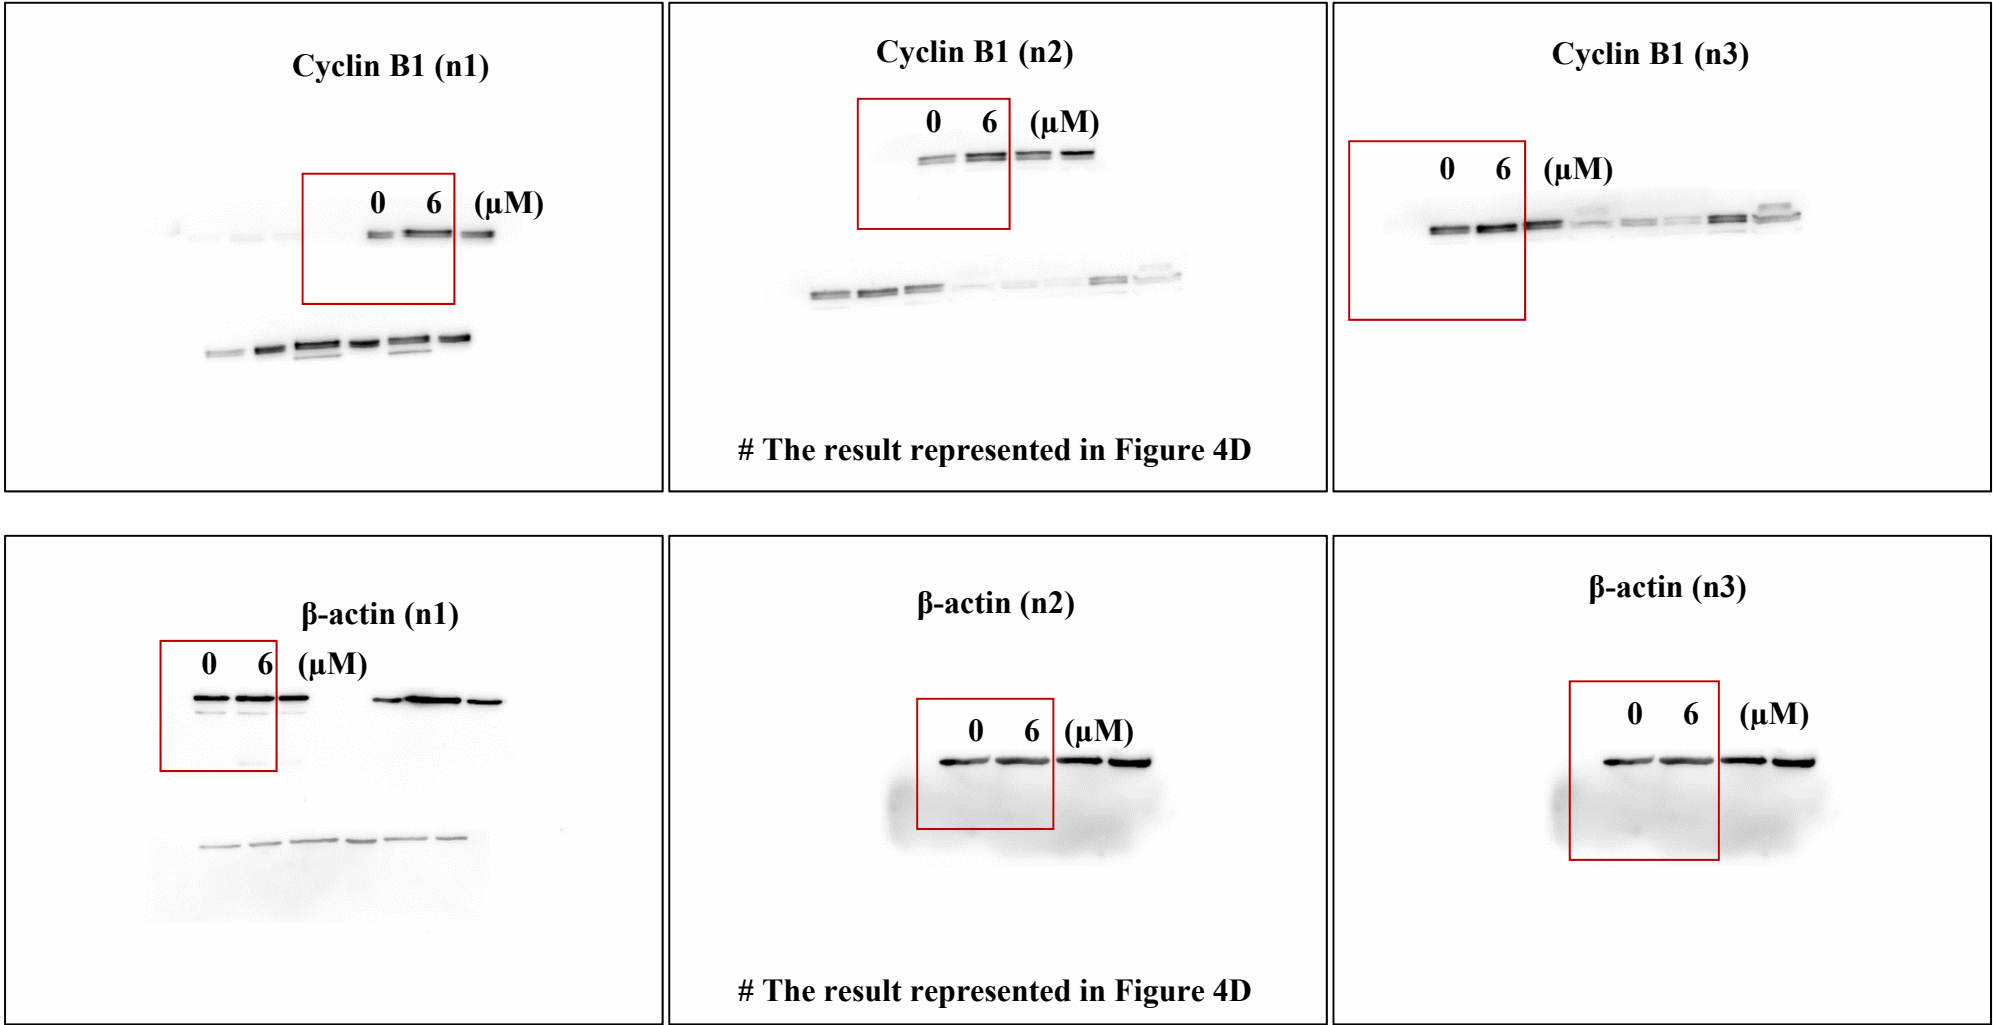 Cyclin B1 (n1)
0 6 (μM)
Cyclin B1 (n2)
0 6 (μM)
# The result represented in Figure 4D
Cyclin B1 (n3)
0 6 (μM)
β-actin (n1)
0 6 (μM)
β-actin (n2)
0 6 (μM)
# The result represented in Figure 4D
β-actin (n3)
0 6 (μM)